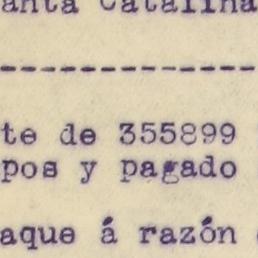 anta Catalina
-------------
te de 355899
pos y pagado
aque á razón